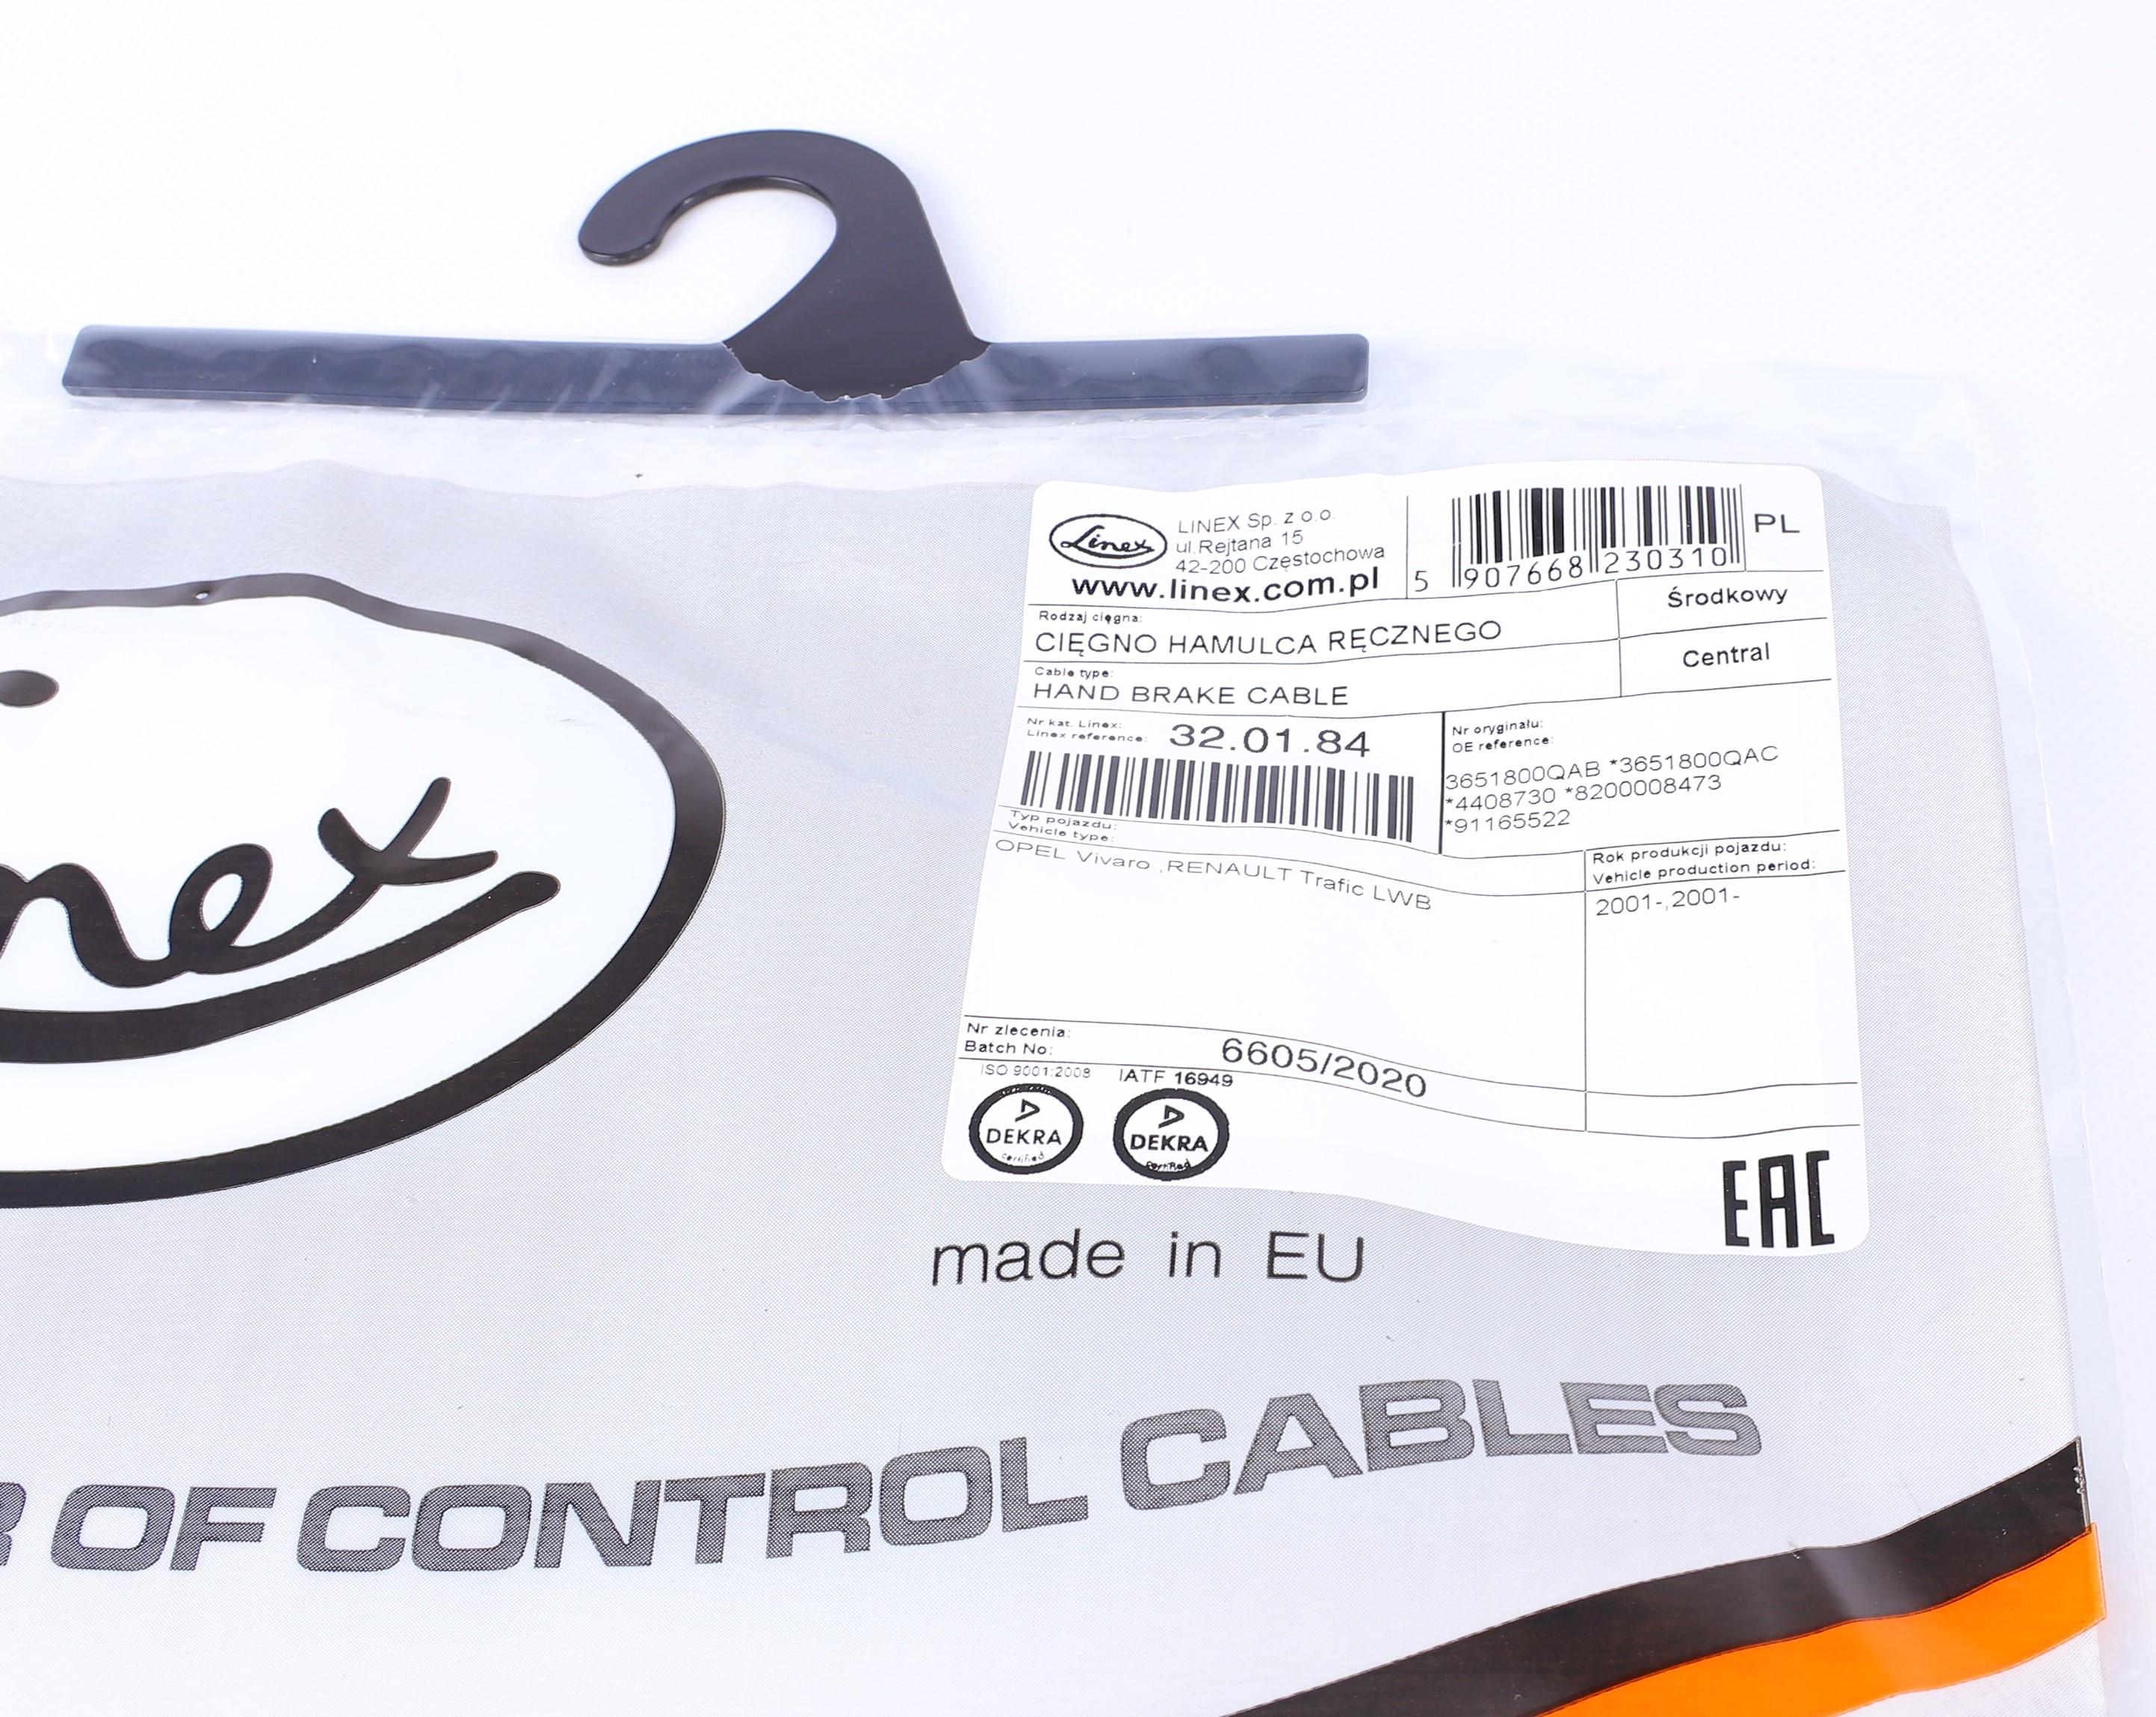 Linex
LINEX Sp. z o.o.
ul.Rejtana 15
42-200 Częstochowa
www.linex.com.pl
5 907668 230310
PL
Rodzaj cięgna:
CIĘGNO HAMULCA RĘCZNEGO
Środkowy
Cable type:
HAND BRAKE CABLE
Central
Nr kat. Linex:
Linex reference:
32.01.84
Nr oryginału:
OE reference:
3651800QAB *3651800QAC
*4408730 *8200008473
*91165522
Typ pojazdu:
Vehicle type:
OPEL Vivaro ,RENAULT Trafic LWB
Rok produkcji pojazdu:
Vehicle production period:
2001-,2001-
Nr zlecenia:
Batch No:
6605/2020
ISO 9001:2008 IATF 16949
DEKRA
certified
DEKRA
certified
EAC
inex
made in EU
R OF CONTROL CABLES